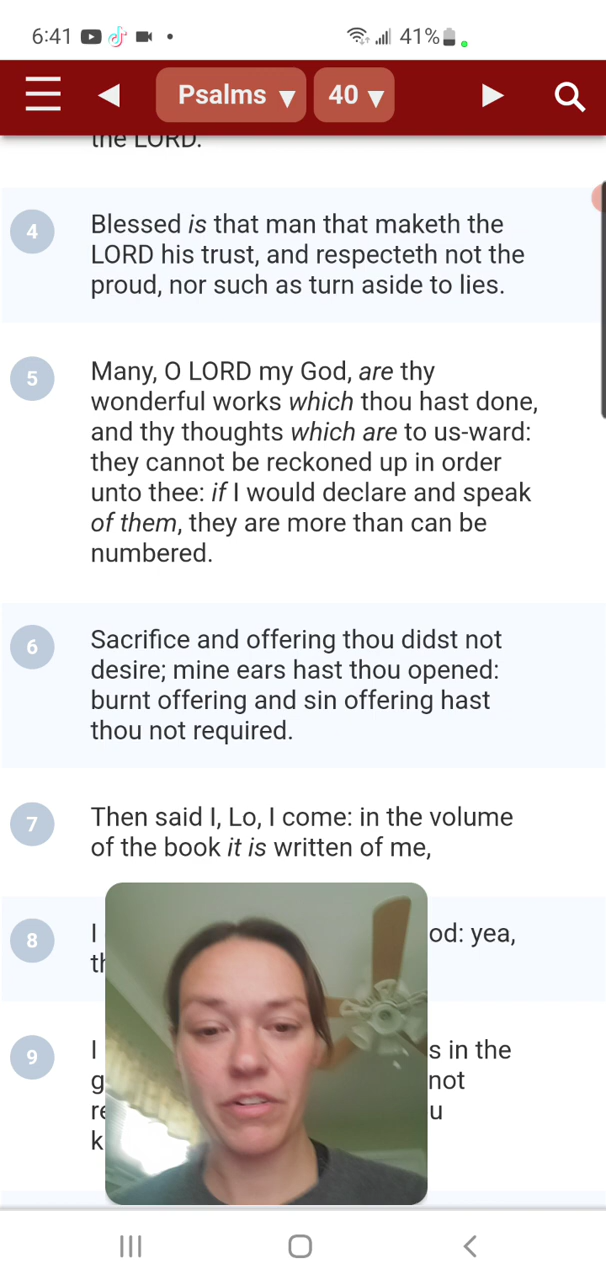 6:41
41%
Psalms ▼ 40 ▼
the LORD.
4
Blessed is that man that maketh the
LORD his trust, and respecteth not the
proud, nor such as turn aside to lies.
5
Many, O LORD my God, are thy
wonderful works which thou hast done,
and thy thoughts which are to us-ward:
they cannot be reckoned up in order
unto thee: if I would declare and speak
of them, they are more than can be
numbered.
6
Sacrifice and offering thou didst not
desire; mine ears hast thou opened:
burnt offering and sin offering hast
thou not required.
7
Then said I, Lo, I come: in the volume
of the book it is written of me,
8
I od: yea,
9
I s in the
not